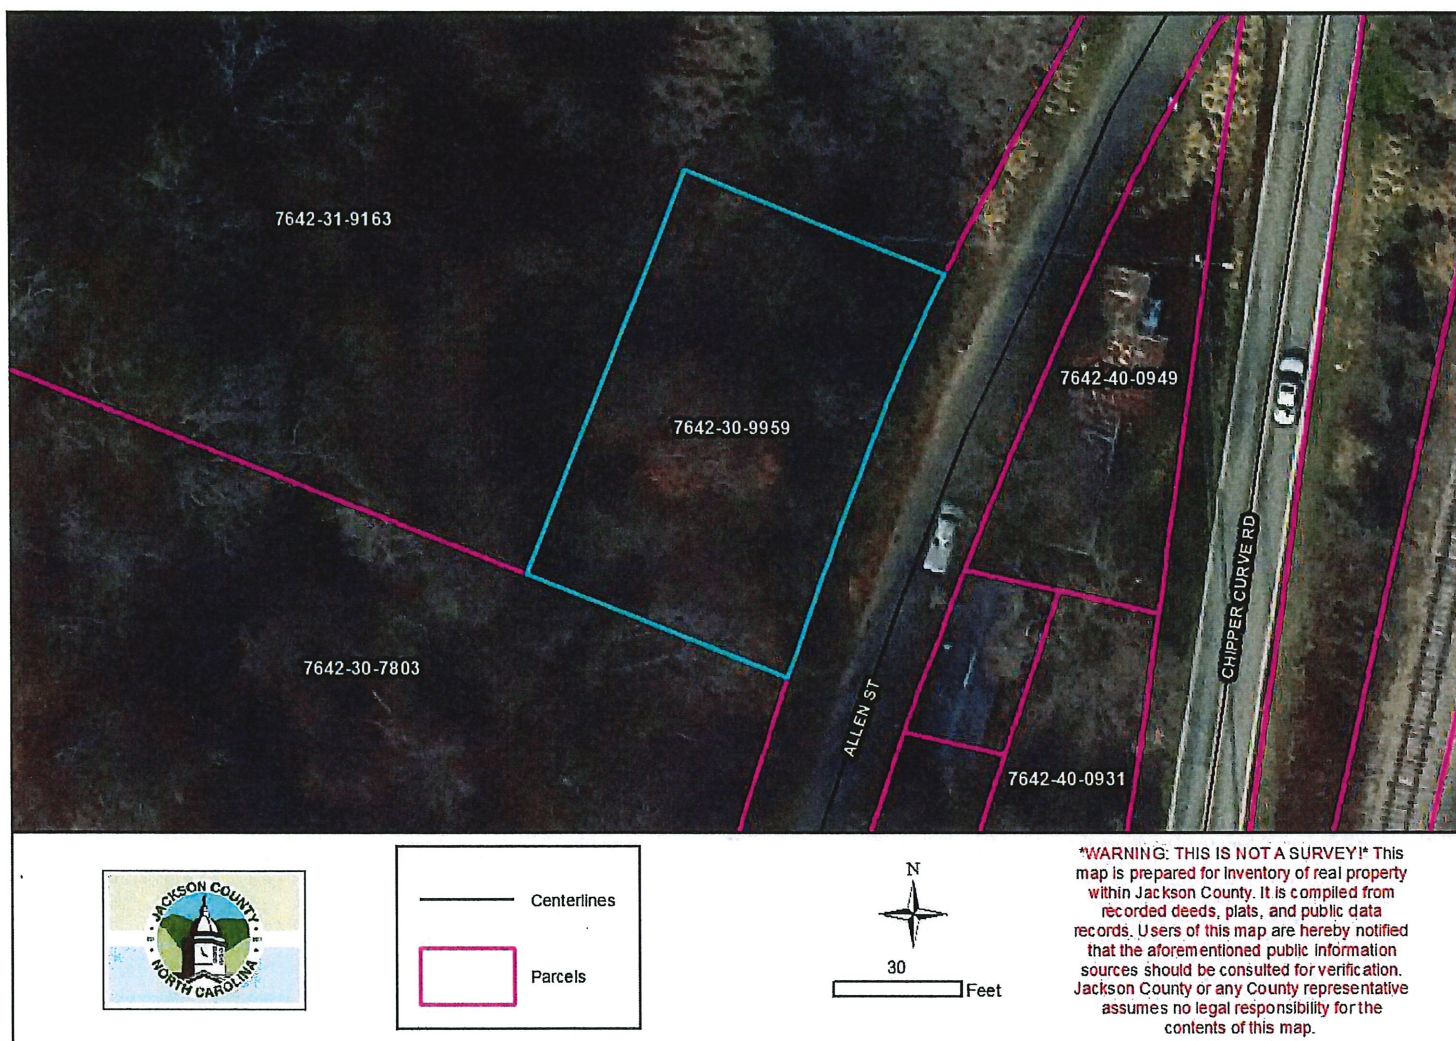 7642-31-9163
7642-30-9959
7642-40-0949
7642-30-7803
7642-40-0931
ALLEN ST
CHIPPER CURVE RD
JACKSON COUNTY
NORTH CAROLINA
Centerlines
Parcels
N
30
Feet
*WARNING: THIS IS NOT A SURVEY!* This
map is prepared for inventory of real property
within Jackson County. It is compiled from
recorded deeds, plats, and public data
records. Users of this map are hereby notified
that the aforementioned public information
sources should be consulted for verification.
Jackson County or any County representative
assumes no legal responsibility for the
contents of this map.